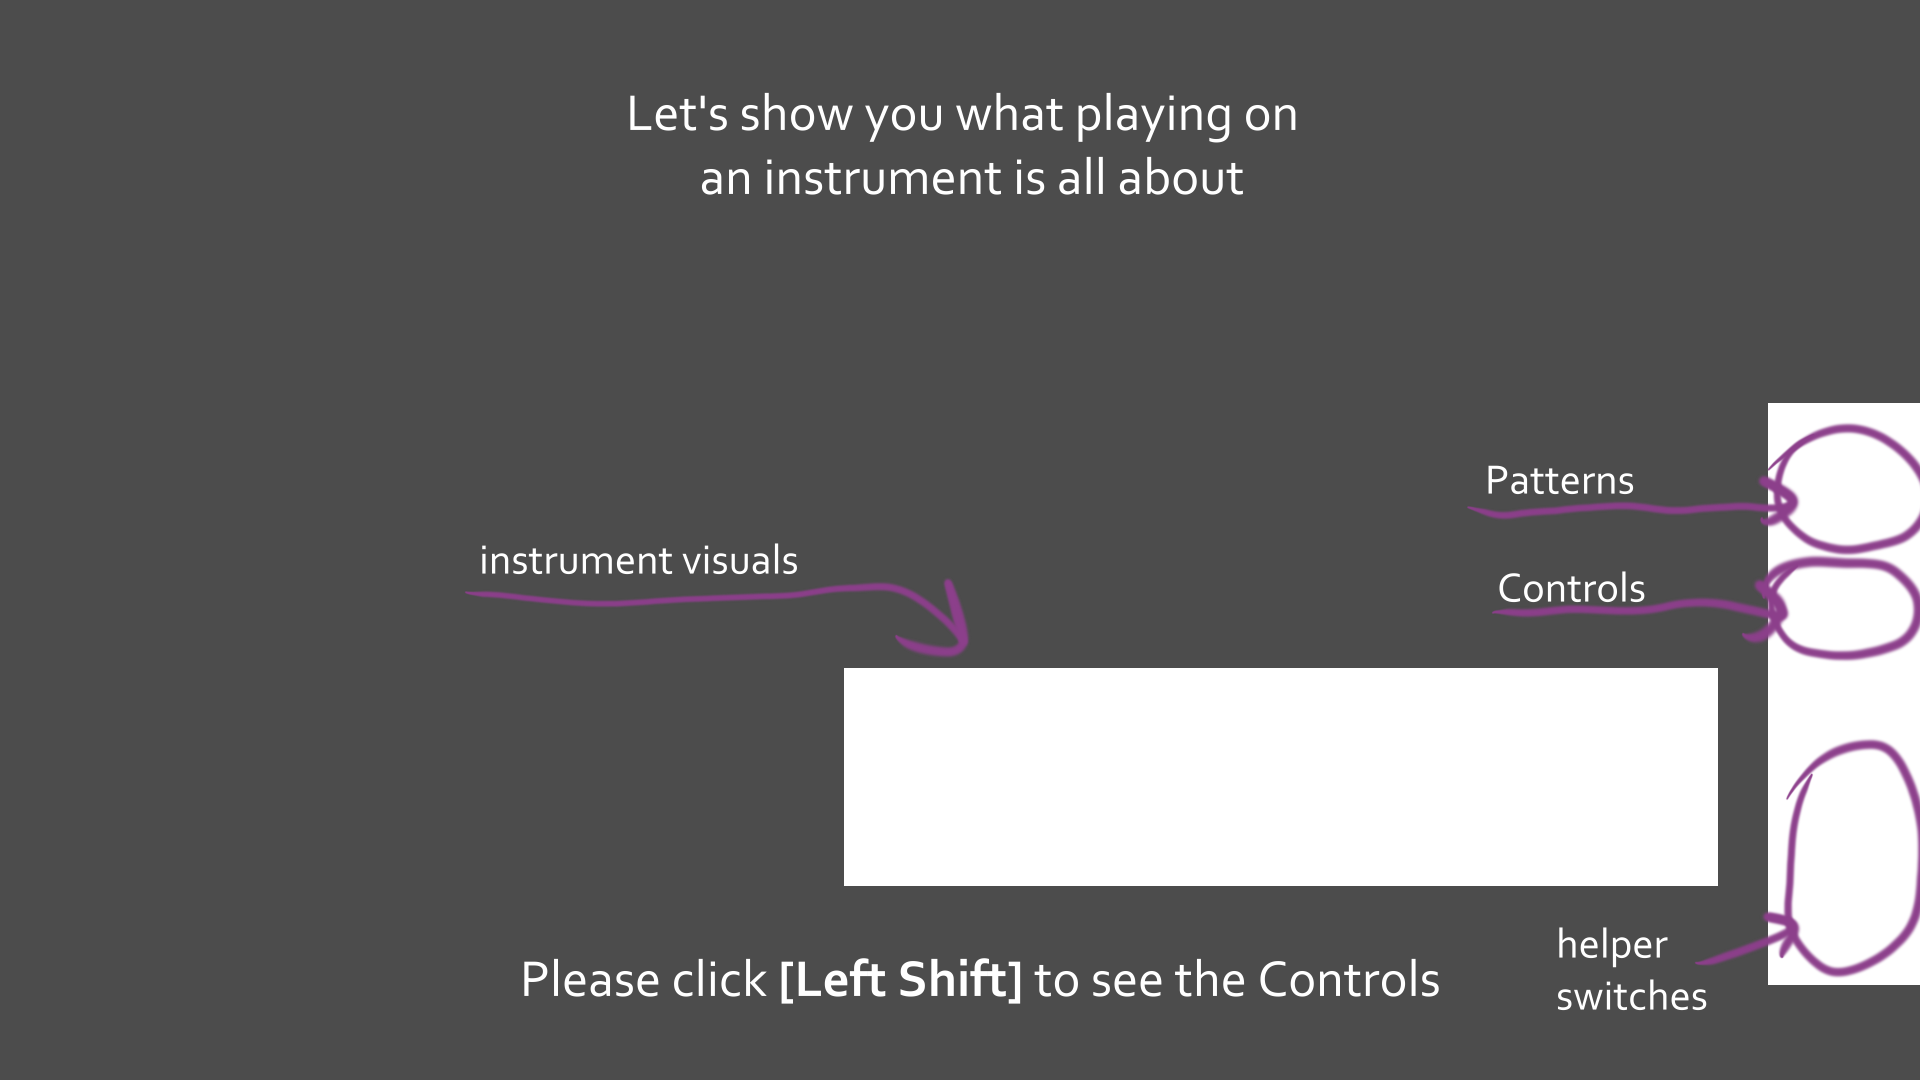 Let's show you what playing on
an instrument is all about
Patterns
instrument visuals
Controls
helper
switches
Please click [Left Shift] to see the Controls